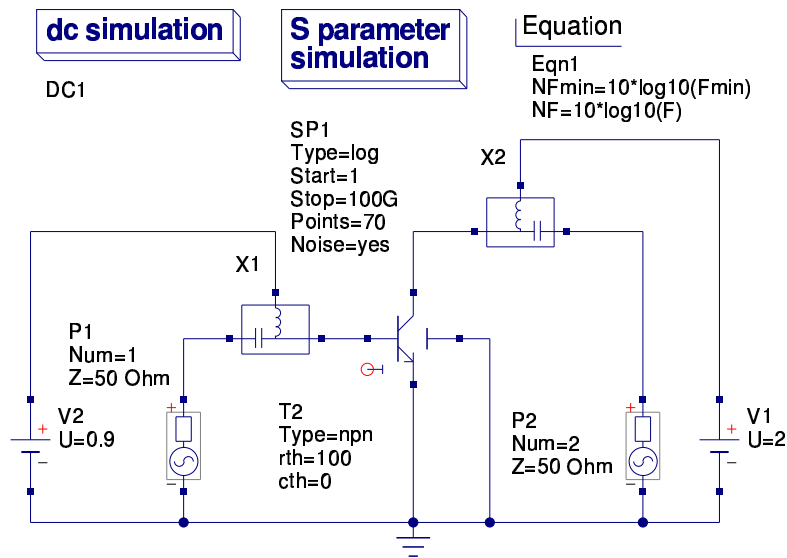 dc simulation
DC1
S parameter
simulation
SP1
Type=log
Start=1
Stop=100G
Points=70
Noise=yes
Equation
Eqn1
NFmin=10*log10(Fmin)
NF=10*log10(F)
X2
X1
P1
Num=1
Z=50 Ohm
V2
U=0.9
T2
Type=npn
rth=100
cth=0
P2
Num=2
Z=50 Ohm
V1
U=2